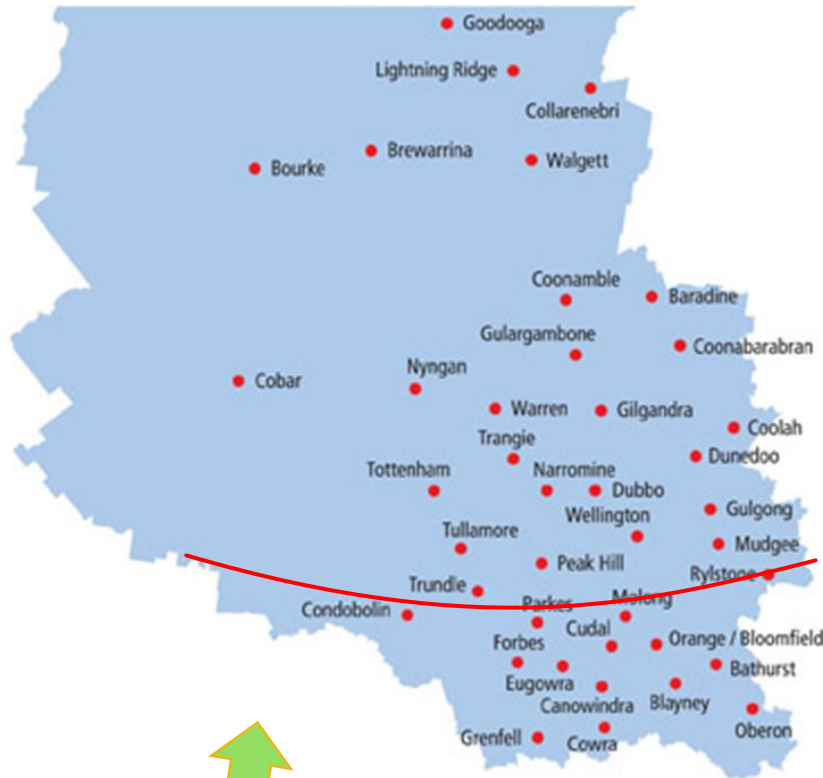 Goodooga
Lightning Ridge
Collarenebri
Brewarrina
Walgett
Bourke
Coonamble
Baradine
Gulargambone
Coonabarabran
Nyngan
Cobar
Warren
Gilgandra
Coolah
Trangie
Dunedoo
Tottenham
Narromine
Dubbo
Gulgong
Wellington
Tullamore
Mudgee
Peak Hill
Rylstone
Trundle
Molong
Parkes
Condobolin
Cudal
Orange / Bloomfield
Forbes
Bathurst
Eugowra
Canowindra
Blayney
Oberon
Grenfell
Cowra